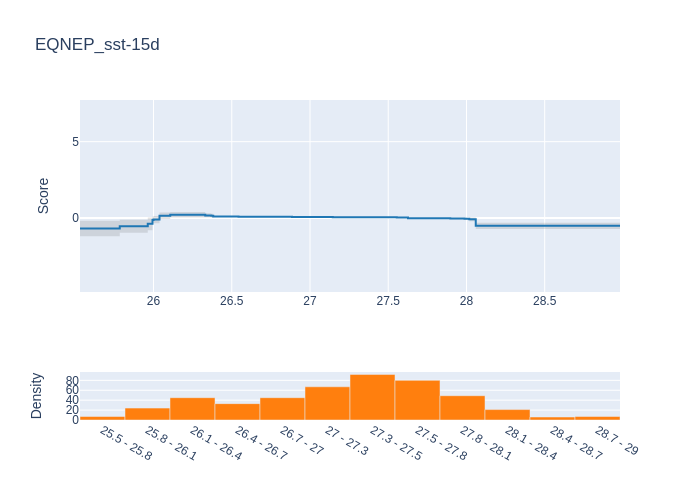 EQNEP_sst-15d
Score
5
0
26
26.5
27
27.5
28
28.5
Density
80
60
40
20
0
25.5 - 25.8
25.8 - 26.1
26.1 - 26.4
26.4 - 26.7
26.7 - 27
27 - 27.3
27.3 - 27.5
27.5 - 27.8
27.8 - 28.1
28.1 - 28.4
28.4 - 28.7
28.7 - 29